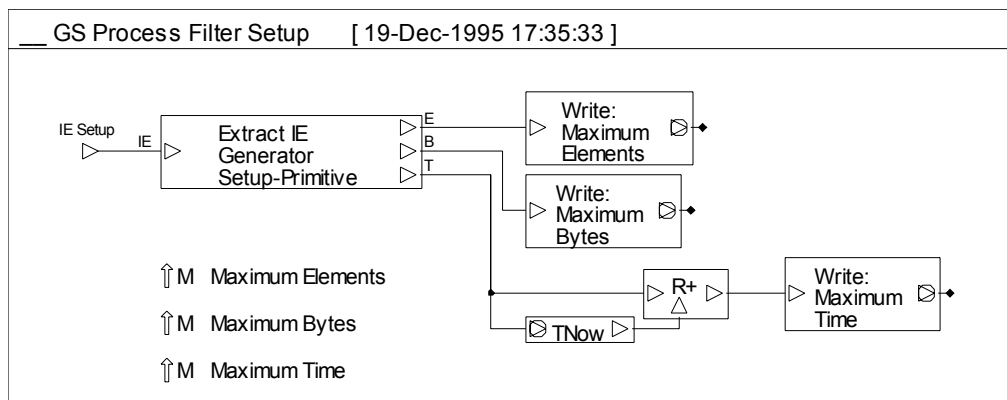 __ GS Process Filter Setup [ 19-Dec-1995 17:35:33 ]
IE Setup
IE
Extract IE
Generator
Setup-Primitive
E
B
T
Write:
Maximum
Elements
Write:
Maximum
Bytes
⇧M Maximum Elements
⇧M Maximum Bytes
⇧M Maximum Time
R+
TNow
Write:
Maximum
Time